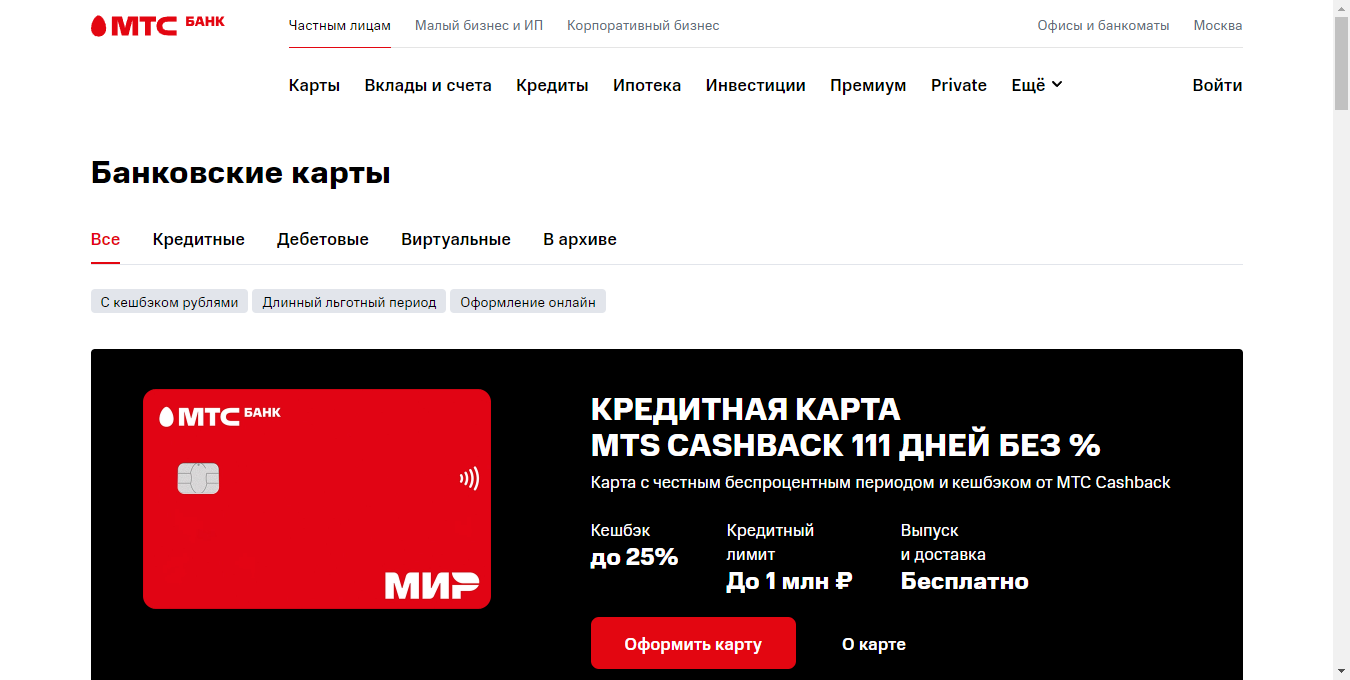 МТС БАНК
Частным лицам Малый бизнес и ИП Корпоративный бизнес Офисы и банкоматы Москва
Карты Вклады и счета Кредиты Ипотека Инвестиции Премиум Private Ещё Войти
Банковские карты
Все Кредитные Дебетовые Виртуальные В архиве
С кешбэком рублями Длинный льготный период Оформление онлайн
МТС БАНК
МИР
КРЕДИТНАЯ КАРТА
MTS CASHBACK 111 ДНЕЙ БЕЗ %
Карта с честным беспроцентным периодом и кешбэком от МТС Cashback
Кешбэк
до 25%
Кредитный
лимит
До 1 млн ₽
Выпуск
и доставка
Бесплатно
Оформить карту О карте